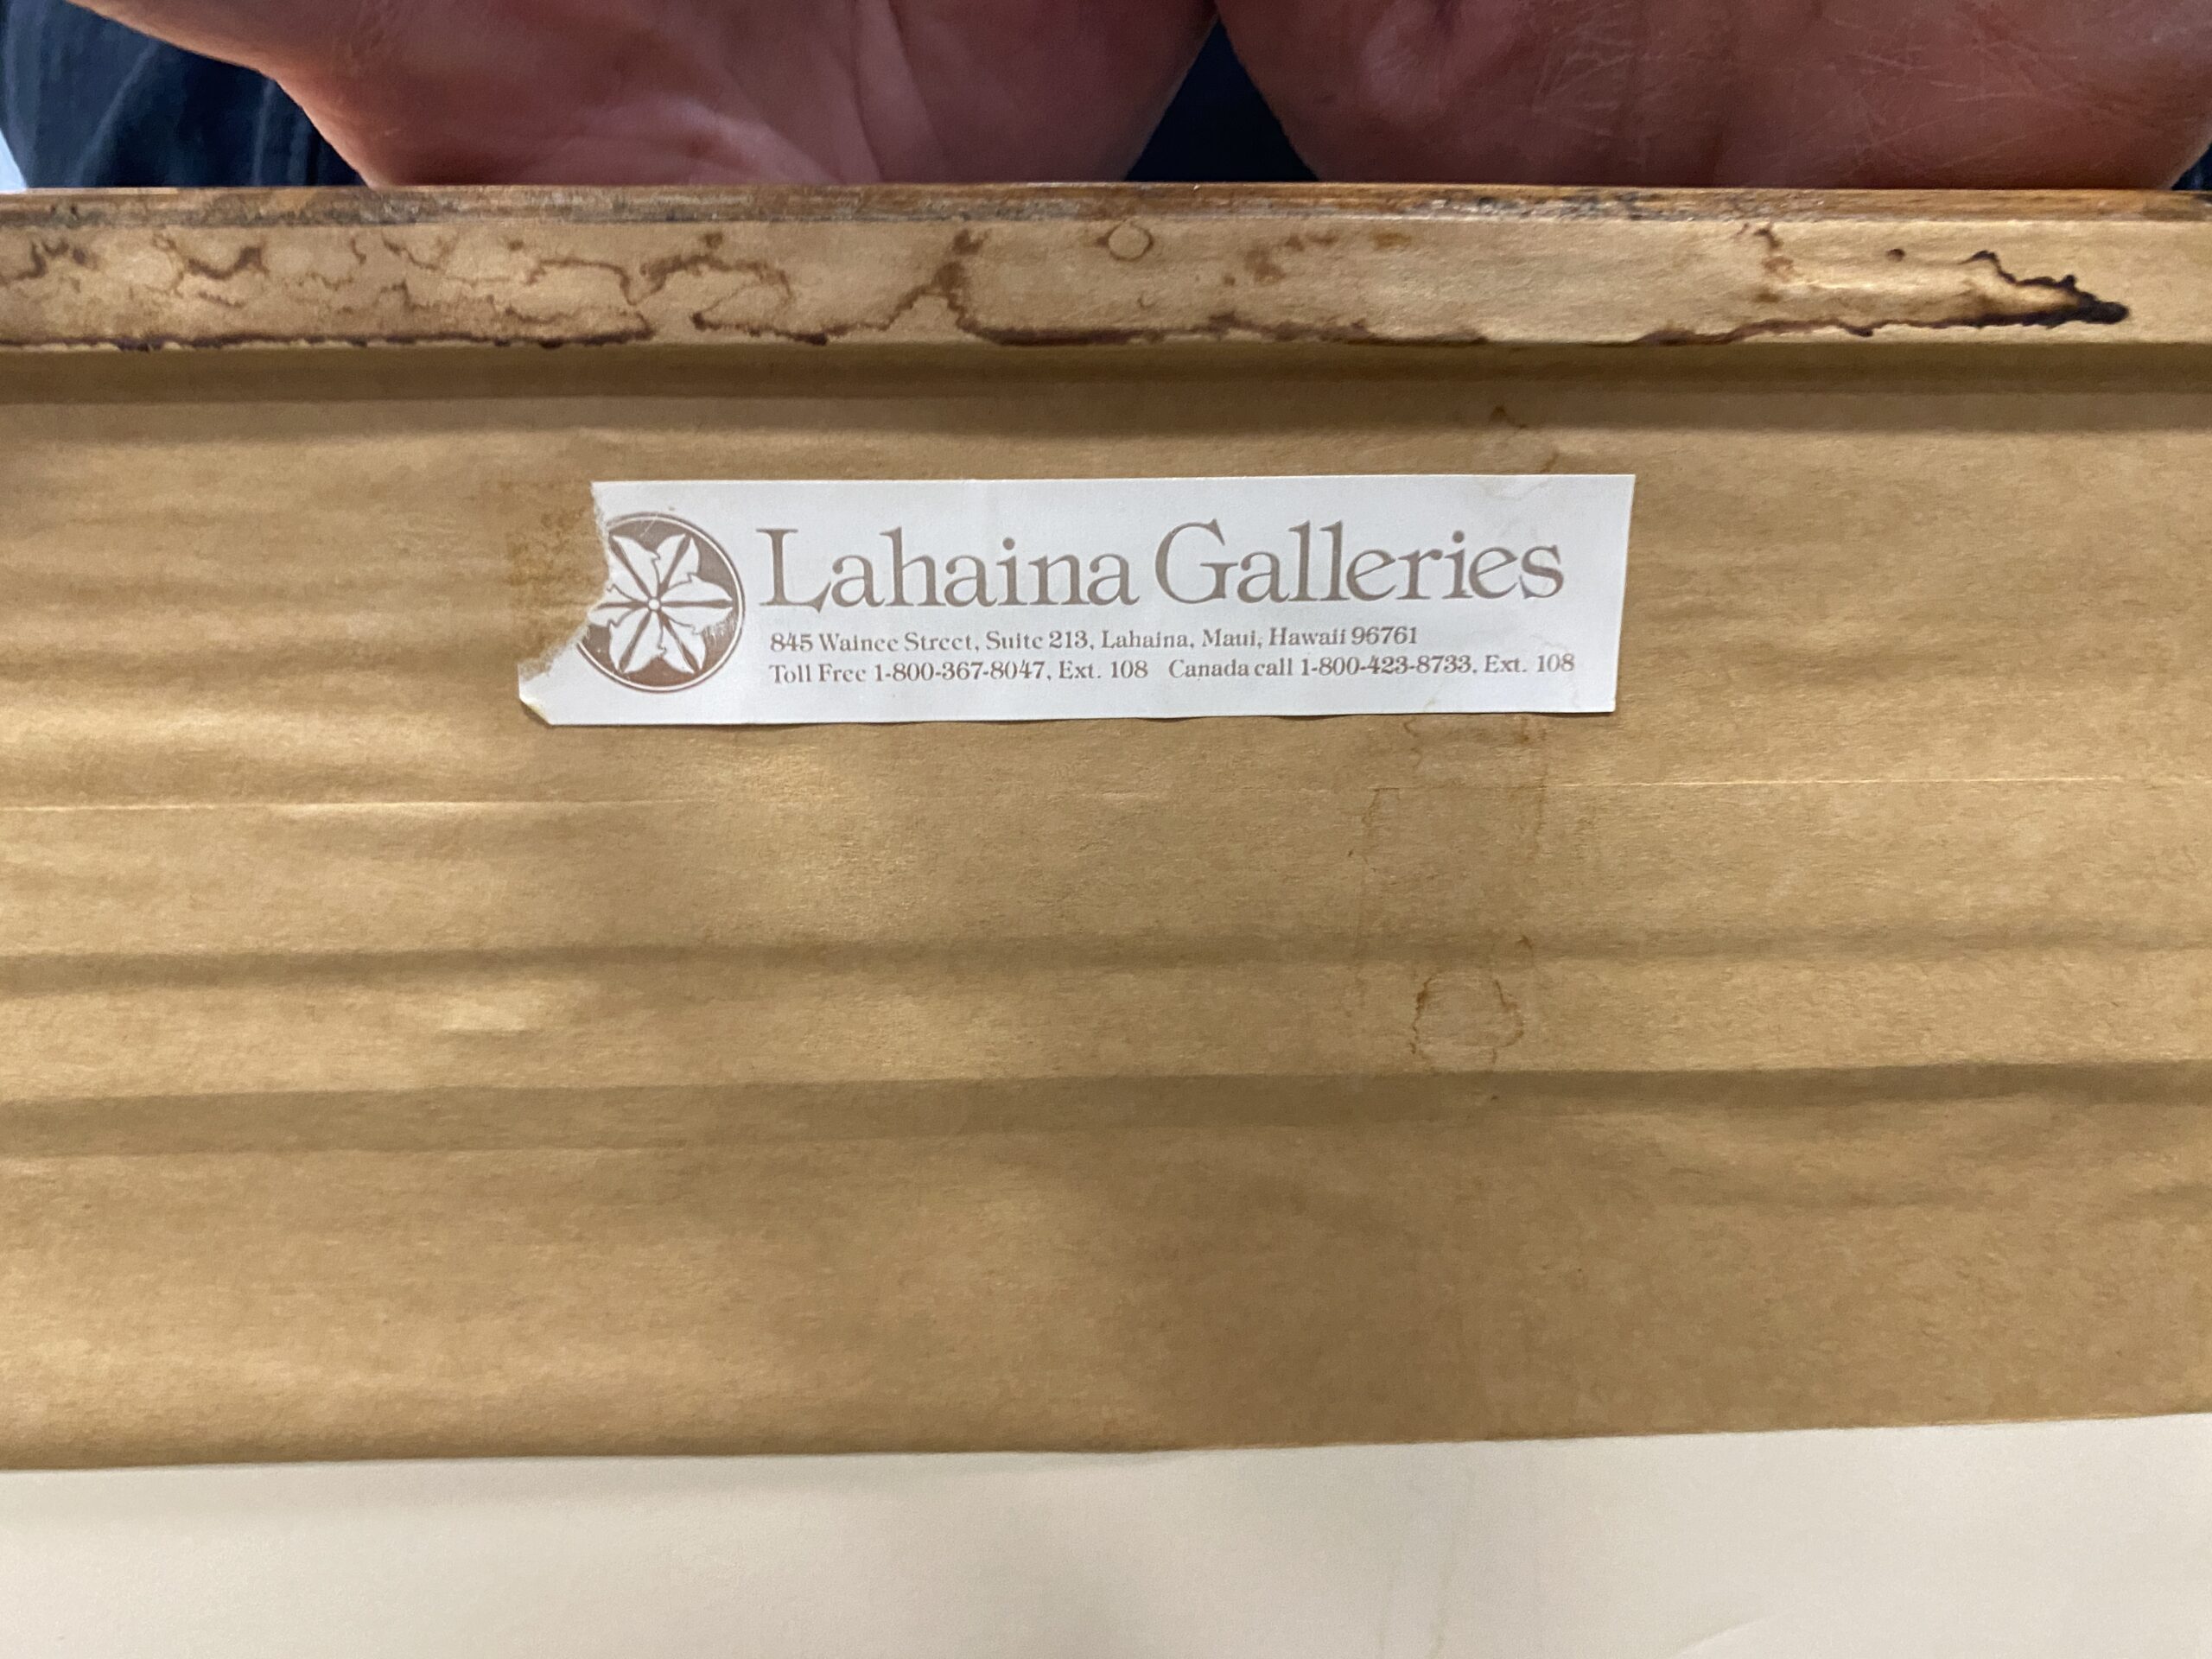 Lahaina Galleries
845 Wainee Street, Suite 213, Lahaina, Maui, Hawaii 96761
Toll Free 1-800-367-8047, Ext. 108 Canada call 1-800-423-8733, Ext. 108